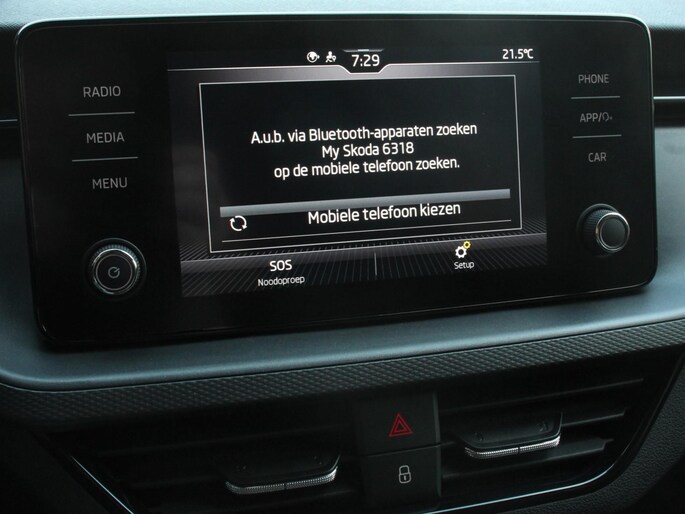 7:29
21.5°C
RADIO
MEDIA
MENU
A.u.b. via Bluetooth-apparaten zoeken
My Skoda 6318
op de mobiele telefoon zoeken.
Mobiele telefoon kiezen
SOS
Noodoproep
Setup
PHONE
APP/
CAR